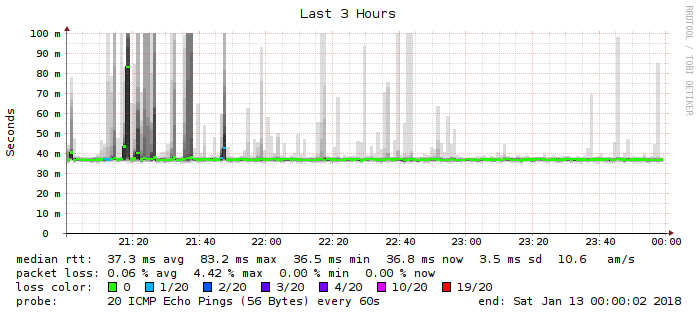 Last 3 Hours
RRDTOOL / TOBI OETIKER
Seconds
100 m
90 m
80 m
70 m
60 m
50 m
40 m
30 m
20 m
10 m
0
21:20 21:40 22:00 22:20 22:40 23:00 23:20 23:40 00:00
median rtt: 37.3 ms avg 83.2 ms max 36.5 ms min 36.8 ms now 3.5 ms sd 10.6 am/s
packet loss: 0.06 % avg 4.42 % max 0.00 % min 0.00 % now
loss color: 0 1/20 2/20 3/20 4/20 10/20 19/20
probe: 20 ICMP Echo Pings (56 Bytes) every 60s end: Sat Jan 13 00:00:02 2018